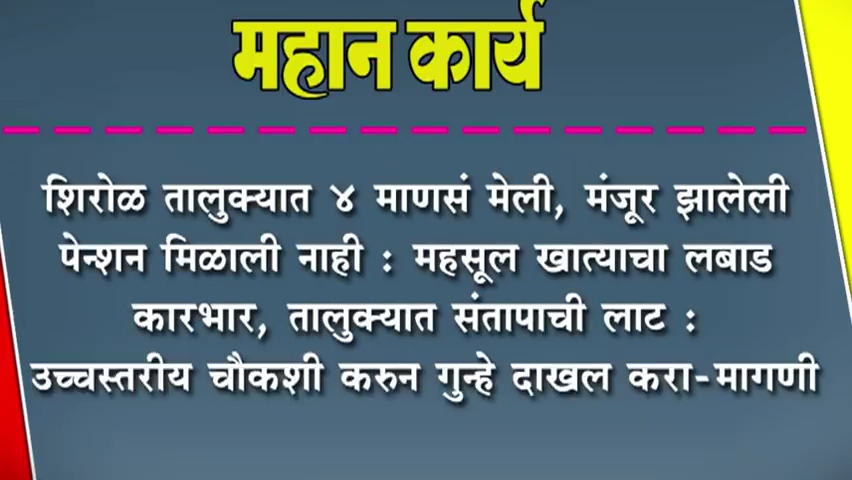 महान कार्य
शिरोळ तालुक्यात ४ माणसं मेली, मंजूर झालेली
पेन्शन मिळाली नाही : महसूल खात्याचा लबाड
कारभार, तालुक्यात संतापाची लाट :
उच्चस्तरीय चौकशी करुन गुन्हे दाखल करा-मागणी